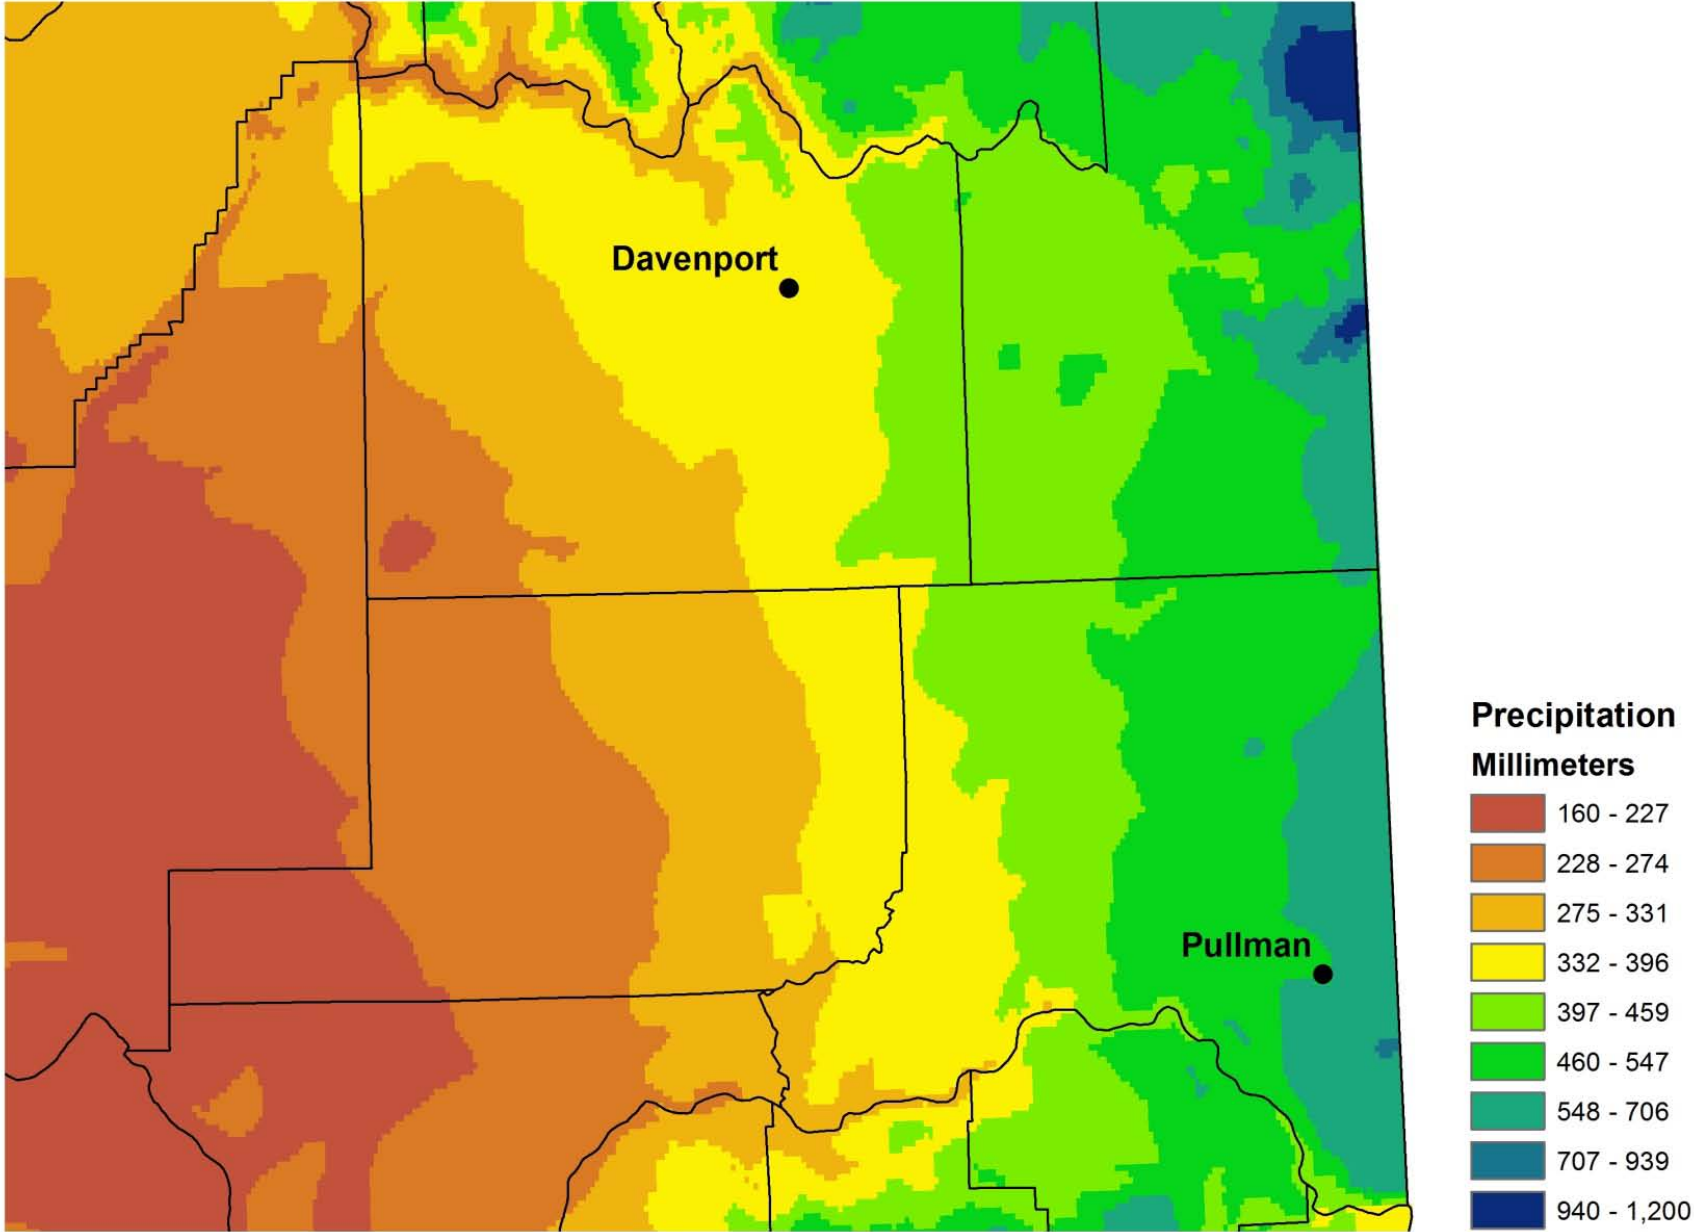 Davenport
Pullman
Precipitation
Millimeters
160 - 227
228 - 274
275 - 331
332 - 396
397 - 459
460 - 547
548 - 706
707 - 939
940 - 1,200